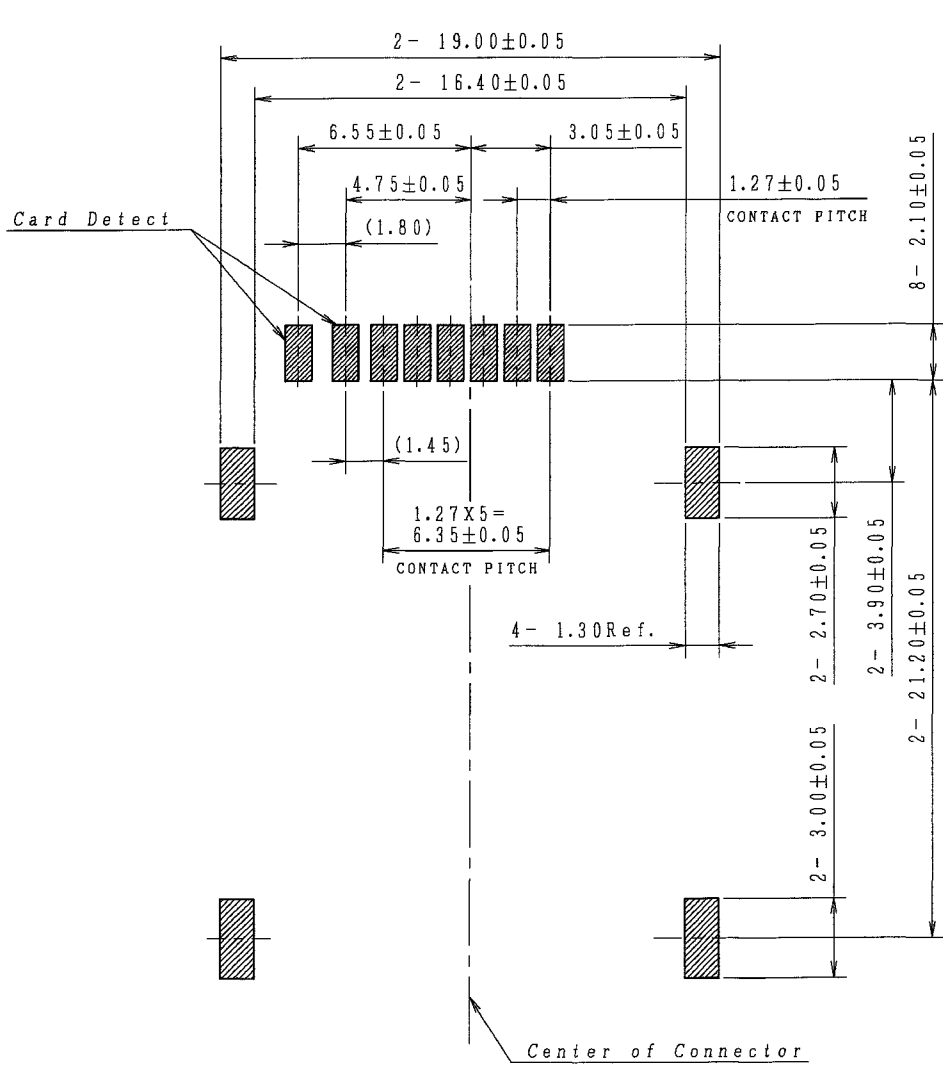 2- 19.00±0.05
2- 16.40±0.05
6.55±0.05
3.05±0.05
4.75±0.05
1.27±0.05
CONTACT PITCH
Card Detect
(1.80)
8- 2.10±0.05
(1.45)
1.27X5=
6.35±0.05
CONTACT PITCH
4- 1.30Ref.
2- 2.70±0.05
2- 3.90±0.05
2- 21.20±0.05
2- 3.00±0.05
Center of Connector